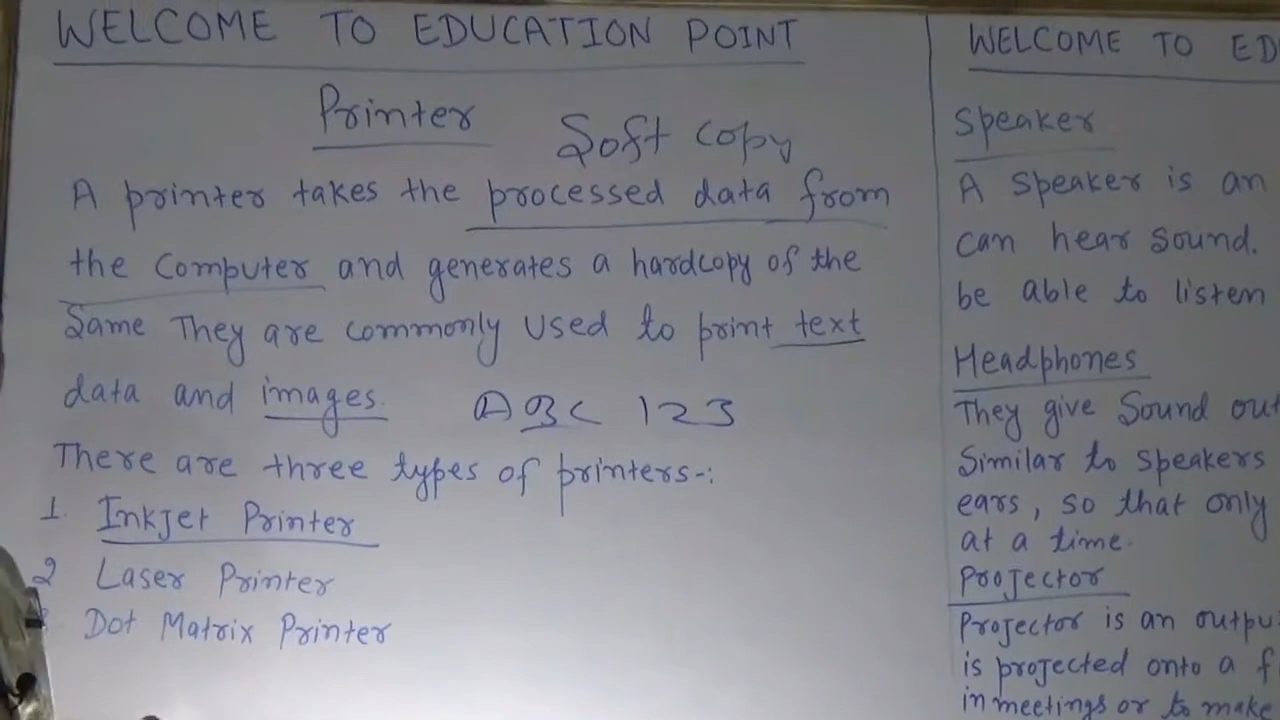 WELCOME TO EDUCATION POINT
Printer Soft copy
A printer takes the processed data from
the computer and generates a hardcopy of the
Same They are commonly used to print text
data and images. ABC 123
There are three types of printers-:
1. Inkjet Printer
2 Laser Printer
Dot Matrix Printer
WELCOME TO ED
Speaker
A Speaker is an
can hear sound.
be able to listen
Headphones
They give Sound out
Similar to speakers
ears, so that only
at a time.
Projector
Projector is an outpu
is projected onto a f
in meetings or to make